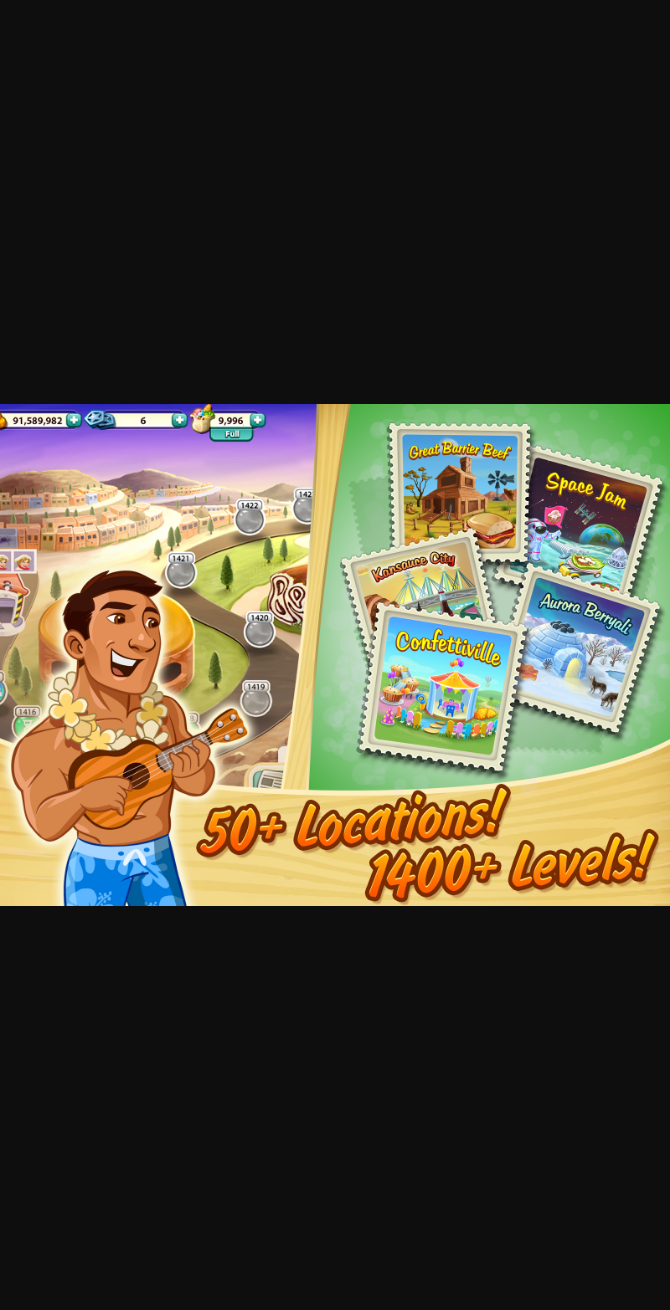 91,589,982
6
9,996
Full
1422
142
1421
1420
1419
1416
Great Barrier Beef
Space Jam
Kansauce City
Aurora Berryali
Confettiville
50+ Locations!
1400+ Levels!